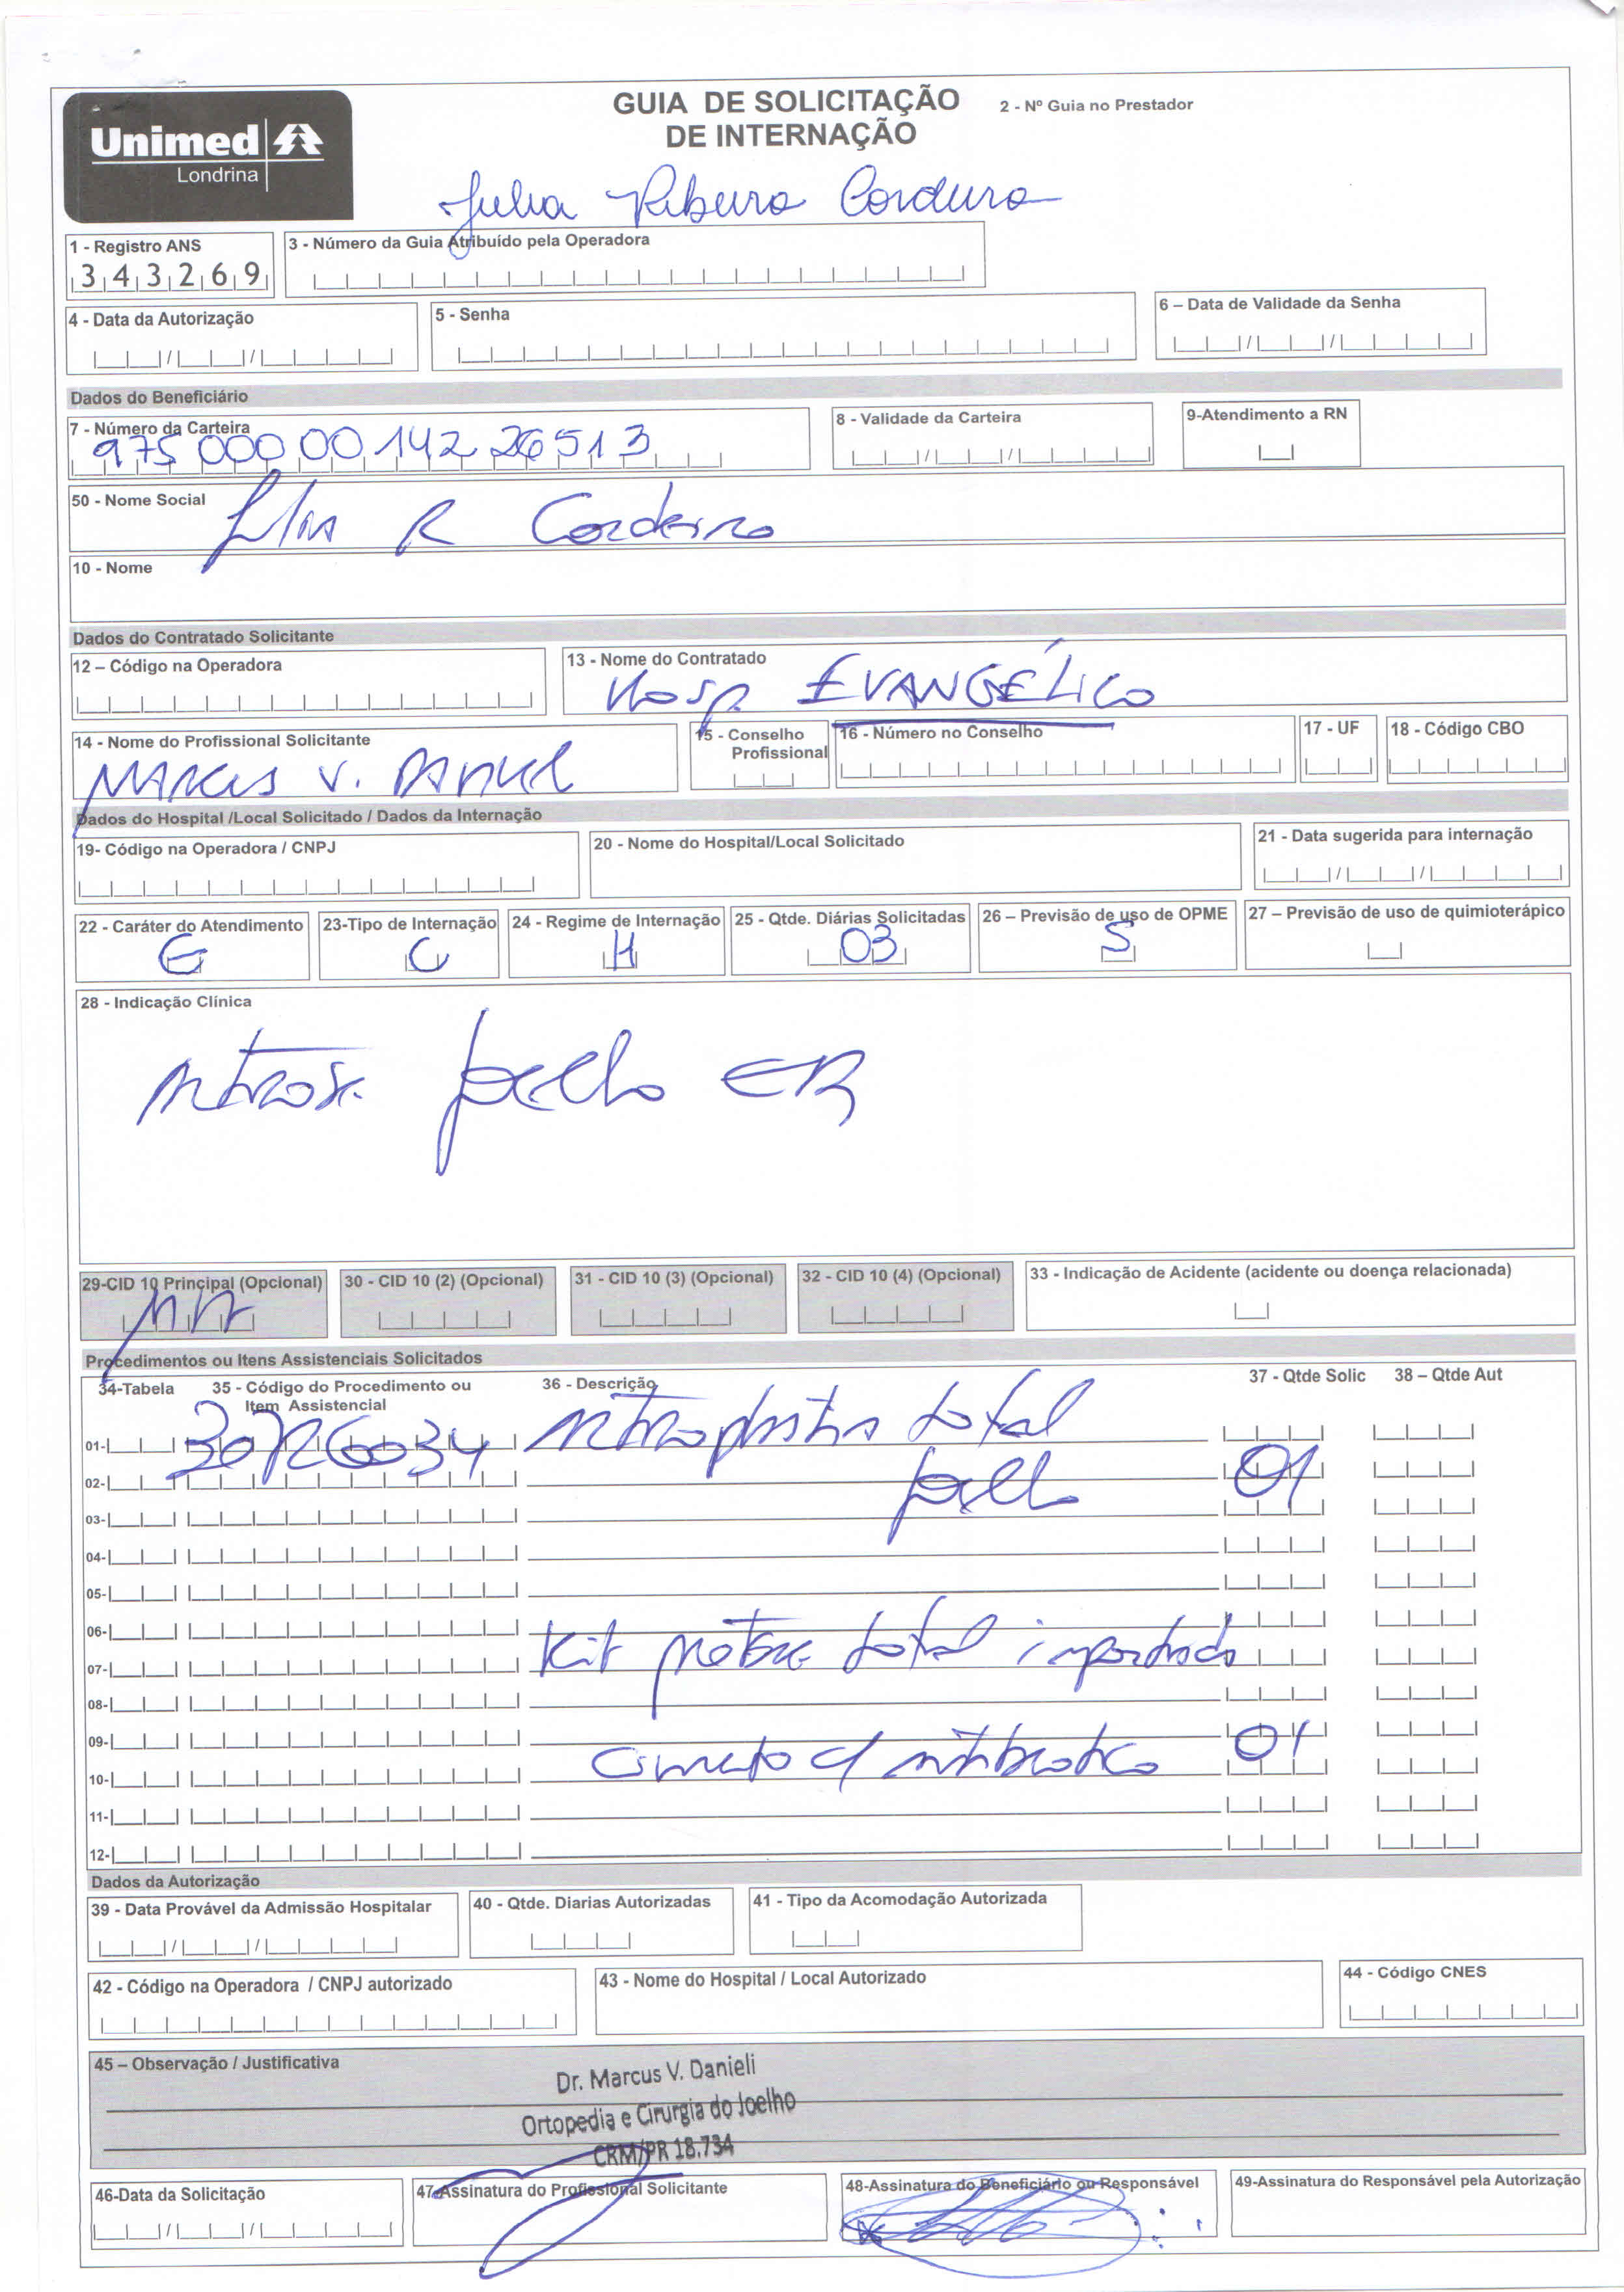 Unimed
Londrina
GUIA DE SOLICITAÇÃO
DE INTERNAÇÃO
2 - Nº Guia no Prestador
Julia Ribeiro Corduro
1 - Registro ANS
343269
3 - Número da Guia Atribuído pela Operadora
4 - Data da Autorização
5 - Senha
6 – Data de Validade da Senha
Dados do Beneficiário
7 - Número da Carteira
975 000 00 142 26513
8 - Validade da Carteira
9-Atendimento a RN
50 - Nome Social
R Cordeiro
10 - Nome
Dados do Contratado Solicitante
12 – Código na Operadora
13 - Nome do Contratado
Hosp. EVANGÉLICO
14 - Nome do Profissional Solicitante
MARCUS V. DANIELI
15 - Conselho Profissional
16 - Número no Conselho
17 - UF
18 - Código CBO
Dados do Hospital /Local Solicitado / Dados da Internação
19- Código na Operadora / CNPJ
20 - Nome do Hospital/Local Solicitado
21 - Data sugerida para internação
22 - Caráter do Atendimento
E
23-Tipo de Internação
C
24 - Regime de Internação
H
25 - Qtde. Diárias Solicitadas
03
26 – Previsão de uso de OPME
S
27 – Previsão de uso de quimioterápico
28 - Indicação Clínica
Artrose joelho
29-CID 10 Principal (Opcional)
30 - CID 10 (2) (Opcional)
31 - CID 10 (3) (Opcional)
32 - CID 10 (4) (Opcional)
33 - Indicação de Acidente (acidente ou doença relacionada)
Procedimentos ou Itens Assistenciais Solicitados
34-Tabela
35 - Código do Procedimento ou
Item Assistencial
36 - Descrição
37 - Qtde Solic
38 – Qtde Aut
01- 30726034 Artroplastia total
02- joelho 01
03-
04-
05-
06-
07- Kit prótese total importado
08-
09-
10- cimento c/ antibiotico 01
11-
12-
Dados da Autorização
39 - Data Provável da Admissão Hospitalar
40 - Qtde. Diarias Autorizadas
41 - Tipo da Acomodação Autorizada
42 - Código na Operadora / CNPJ autorizado
43 - Nome do Hospital / Local Autorizado
44 - Código CNES
45 – Observação / Justificativa
Dr. Marcus V. Danieli
Ortopedia e Cirurgia do Joelho
CRM/PR 18.734
46-Data da Solicitação
47-Assinatura do Profissional Solicitante
48-Assinatura do Beneficiário ou Responsável
49-Assinatura do Responsável pela Autorização